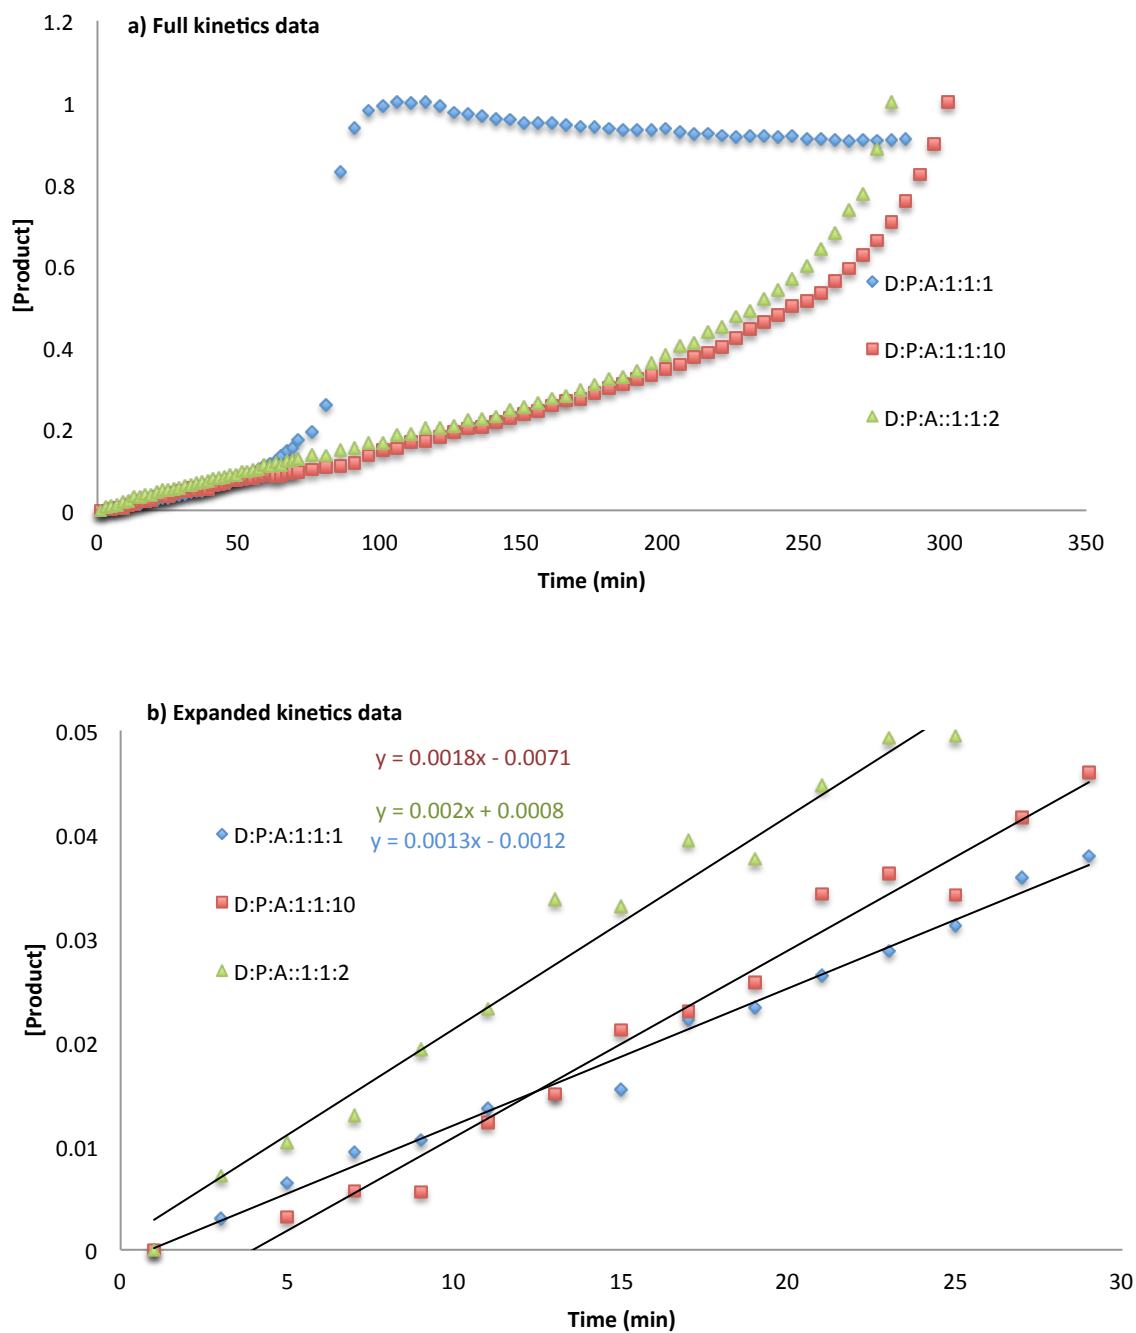 a) Full kinetics data
1.2
1
0.8
0.6
0.4
0.2
0
[Product]
0 50 100 150 200 250 300 350
Time (min)
D:P:A:1:1:1
D:P:A:1:1:10
D:P:A::1:1:2
b) Expanded kinetics data
0.05
0.04
0.03
0.02
0.01
0
[Product]
y = 0.0018x - 0.0071
y = 0.002x + 0.0008
y = 0.0013x - 0.0012
D:P:A:1:1:1
D:P:A:1:1:10
D:P:A::1:1:2
0 5 10 15 20 25 30
Time (min)